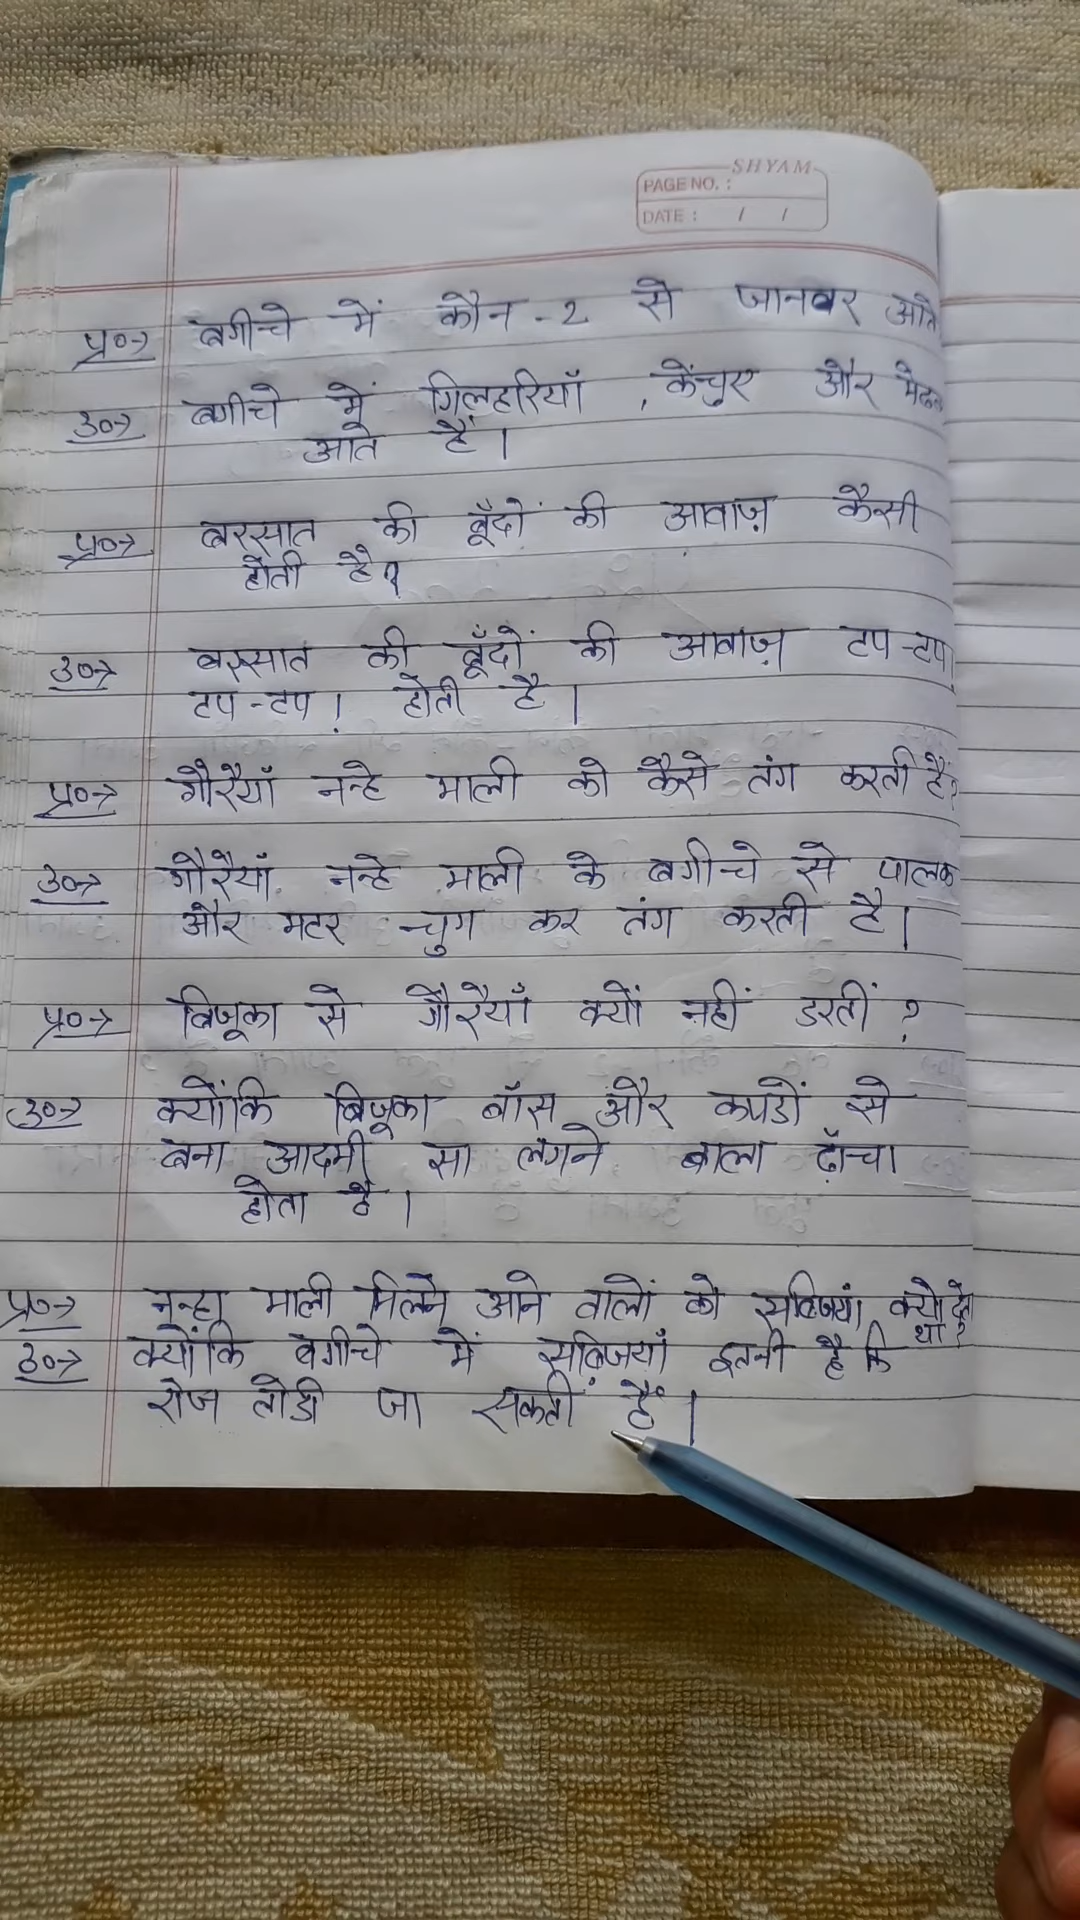 SHYAM
PAGE NO. :
DATE : / /
प्र०→ बगीचे में कौन-2 से जानवर आते
उ०→ बगीचे में गिलहरियाँ, केंचुए और
आते हैं।
प्र०→ बरसात की बूँदों की आवाज़ कैसी
होती है?
उ०→ बरसात की बूँदों की आवाज़ टप-टप
टप-टप! होती है।
प्र०→ गौरैयाँ नन्हे माली को कैसे तंग करती हैं?
उ०→ गौरैयाँ नन्हे माली के बगीचे से पालक
और मटर चुग कर तंग करती है।
प्र०→ बिजूका से गौरैयाँ क्यों नहीं डरतीं ?
उ०→ क्योंकि बिजूका बाँस और कपडों से
बना आदमी सा लगने वाला ढाँचा
होता है।
प्र०→ नन्हा माली मिलने आने वालों को सब्जियां क्यों देता
था?
उ०→ क्योंकि बगीचे में सब्जियाँ इतनी है कि
रोज तोडी जा सकती हैं।